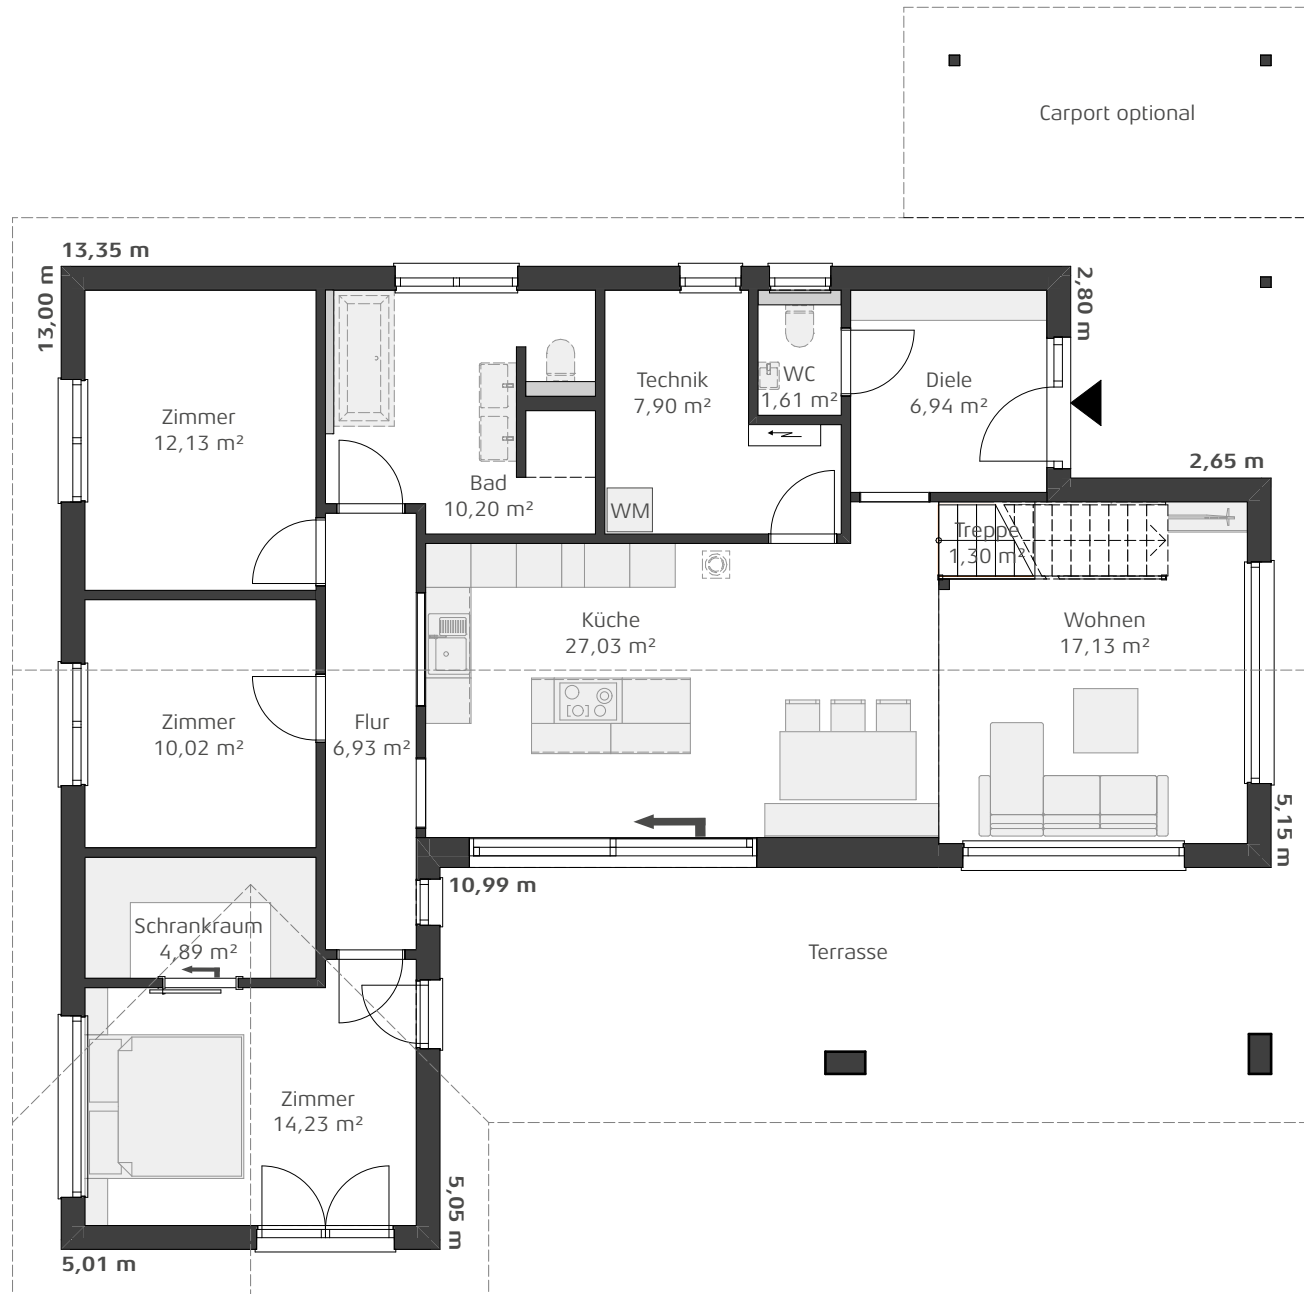 Carport optional
13,35 m
13,00 m
2,80 m
Zimmer
12,13 m²
Technik
7,90 m²
WC
1,61 m²
Diele
6,94 m²
2,65 m
Bad
10,20 m²
WM
Treppe
1,30 m²
Küche
27,03 m²
Wohnen
17,13 m²
Zimmer
10,02 m²
Flur
6,93 m²
5,15 m
10,99 m
Schrankraum
4,89 m²
Terrasse
Zimmer
14,23 m²
5,05 m
5,01 m